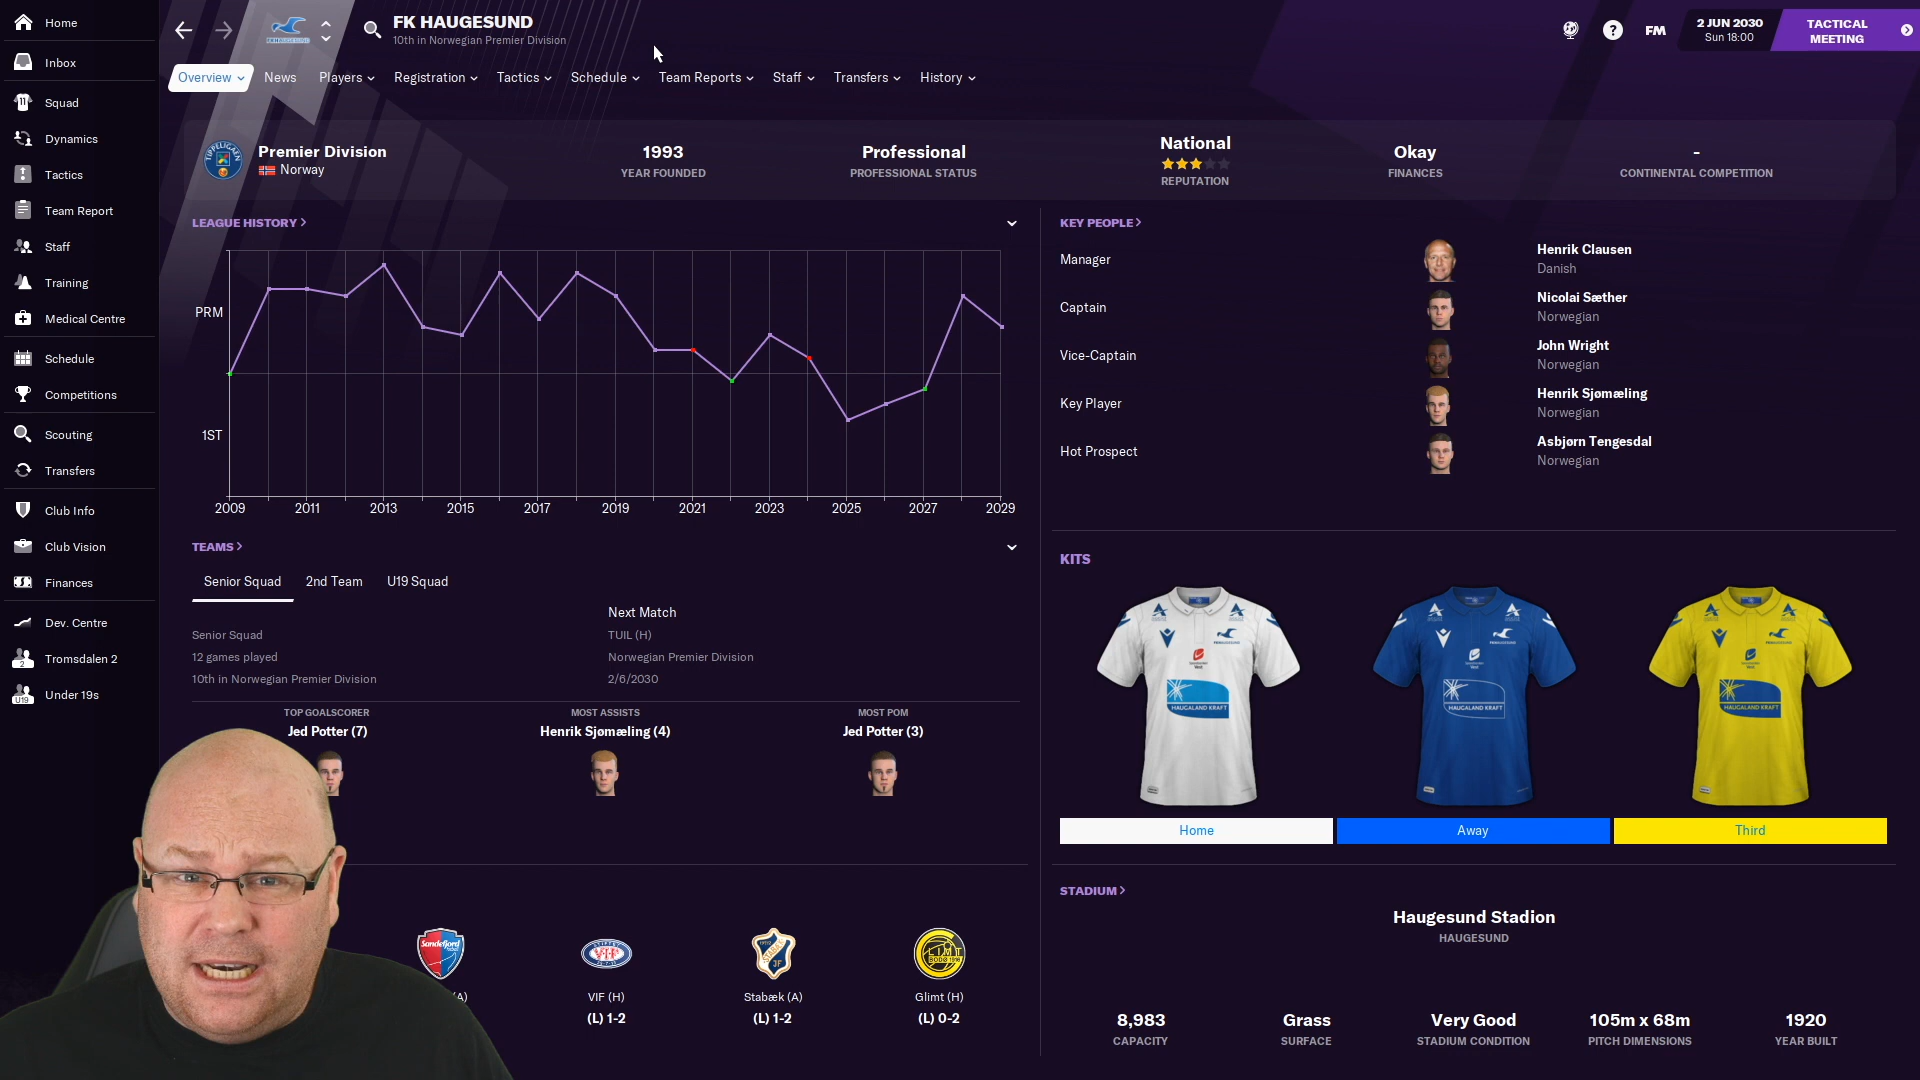 Home
Inbox
Squad
Dynamics
Tactics
Team Report
Staff
Training
Medical Centre
Schedule
Competitions
Scouting
Transfers
Club Info
Club Vision
Finances
Dev. Centre
Tromsdalen 2
Under 19s
FK HAUGESUND
10th in Norwegian Premier Division
FM
2 JUN 2030
Sun 18:00
TACTICAL
MEETING
Overview News Players Registration Tactics Schedule Team Reports Staff Transfers History
TIPPELIGAEN
Premier Division
Norway
1993
YEAR FOUNDED
Professional
PROFESSIONAL STATUS
National
REPUTATION
Okay
FINANCES
-
CONTINENTAL COMPETITION
LEAGUE HISTORY
PRM
1ST
2009 2011 2013 2015 2017 2019 2021 2023 2025 2027 2029
TEAMS
Senior Squad 2nd Team U19 Squad
Senior Squad
12 games played
10th in Norwegian Premier Division
Next Match
TUIL (H)
Norwegian Premier Division
2/6/2030
TOP GOALSCORER
Jed Potter (7)
MOST ASSISTS
Henrik Sjømæling (4)
MOST POM
Jed Potter (3)
Sandefjord
(A)
VIF (H)
(L) 1-2
Stabæk (A)
(L) 1-2
Glimt (H)
(L) 0-2
KEY PEOPLE
Manager
Henrik Clausen
Danish
Captain
Nicolai Sæther
Norwegian
Vice-Captain
John Wright
Norwegian
Key Player
Henrik Sjømæling
Norwegian
Hot Prospect
Asbjørn Tengesdal
Norwegian
KITS
HAUGALAND KRAFT
HAUGALAND KRAFT
HAUGALAND KRAFT
Home
Away
Third
STADIUM
Haugesund Stadion
HAUGESUND
8,983
CAPACITY
Grass
SURFACE
Very Good
STADIUM CONDITION
105m x 68m
PITCH DIMENSIONS
1920
YEAR BUILT